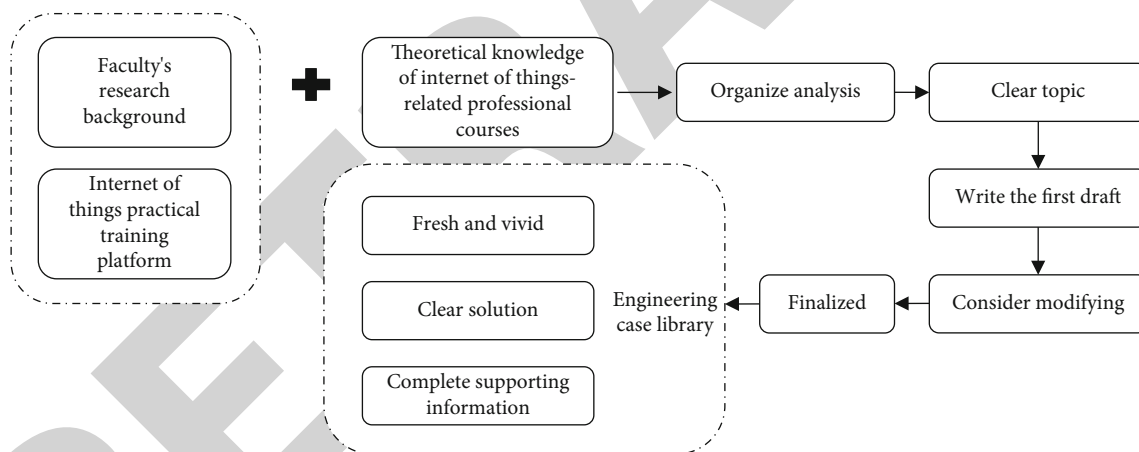 Faculty's
research
background
Internet of
things practical
training
platform
Theoretical knowledge
of internet of things-
related professional
courses
Organize analysis
Clear topic
Write the first draft
Consider modifying
Finalized
Engineering
case library
Fresh and vivid
Clear solution
Complete supporting
information